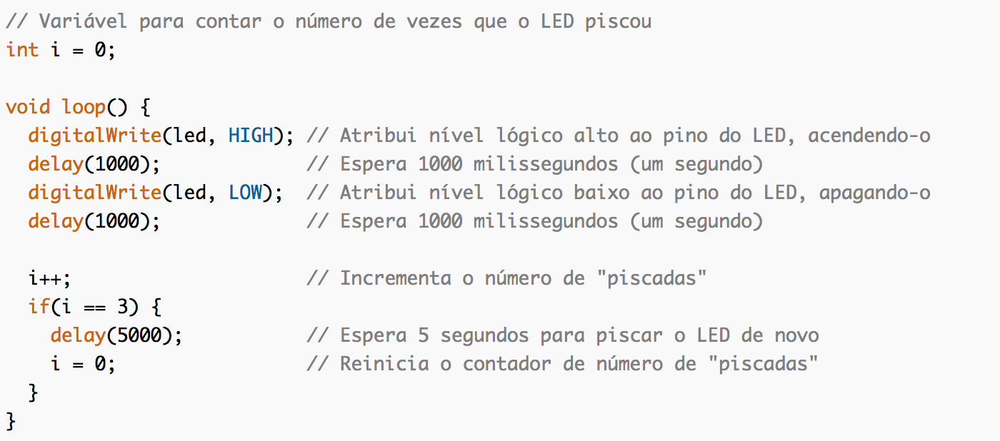 // Variável para contar o número de vezes que o LED piscou
int i = 0;
void loop() {
digitalWrite(led, HIGH); // Atribui nível lógico alto ao pino do LED, acendendo-o
delay(1000); // Espera 1000 milissegundos (um segundo)
digitalWrite(led, LOW); // Atribui nível lógico baixo ao pino do LED, apagando-o
delay(1000); // Espera 1000 milissegundos (um segundo)
i++; // Incrementa o número de "piscadas"
if(i == 3) {
delay(5000); // Espera 5 segundos para piscar o LED de novo
i = 0; // Reinicia o contador de número de "piscadas"
}
}